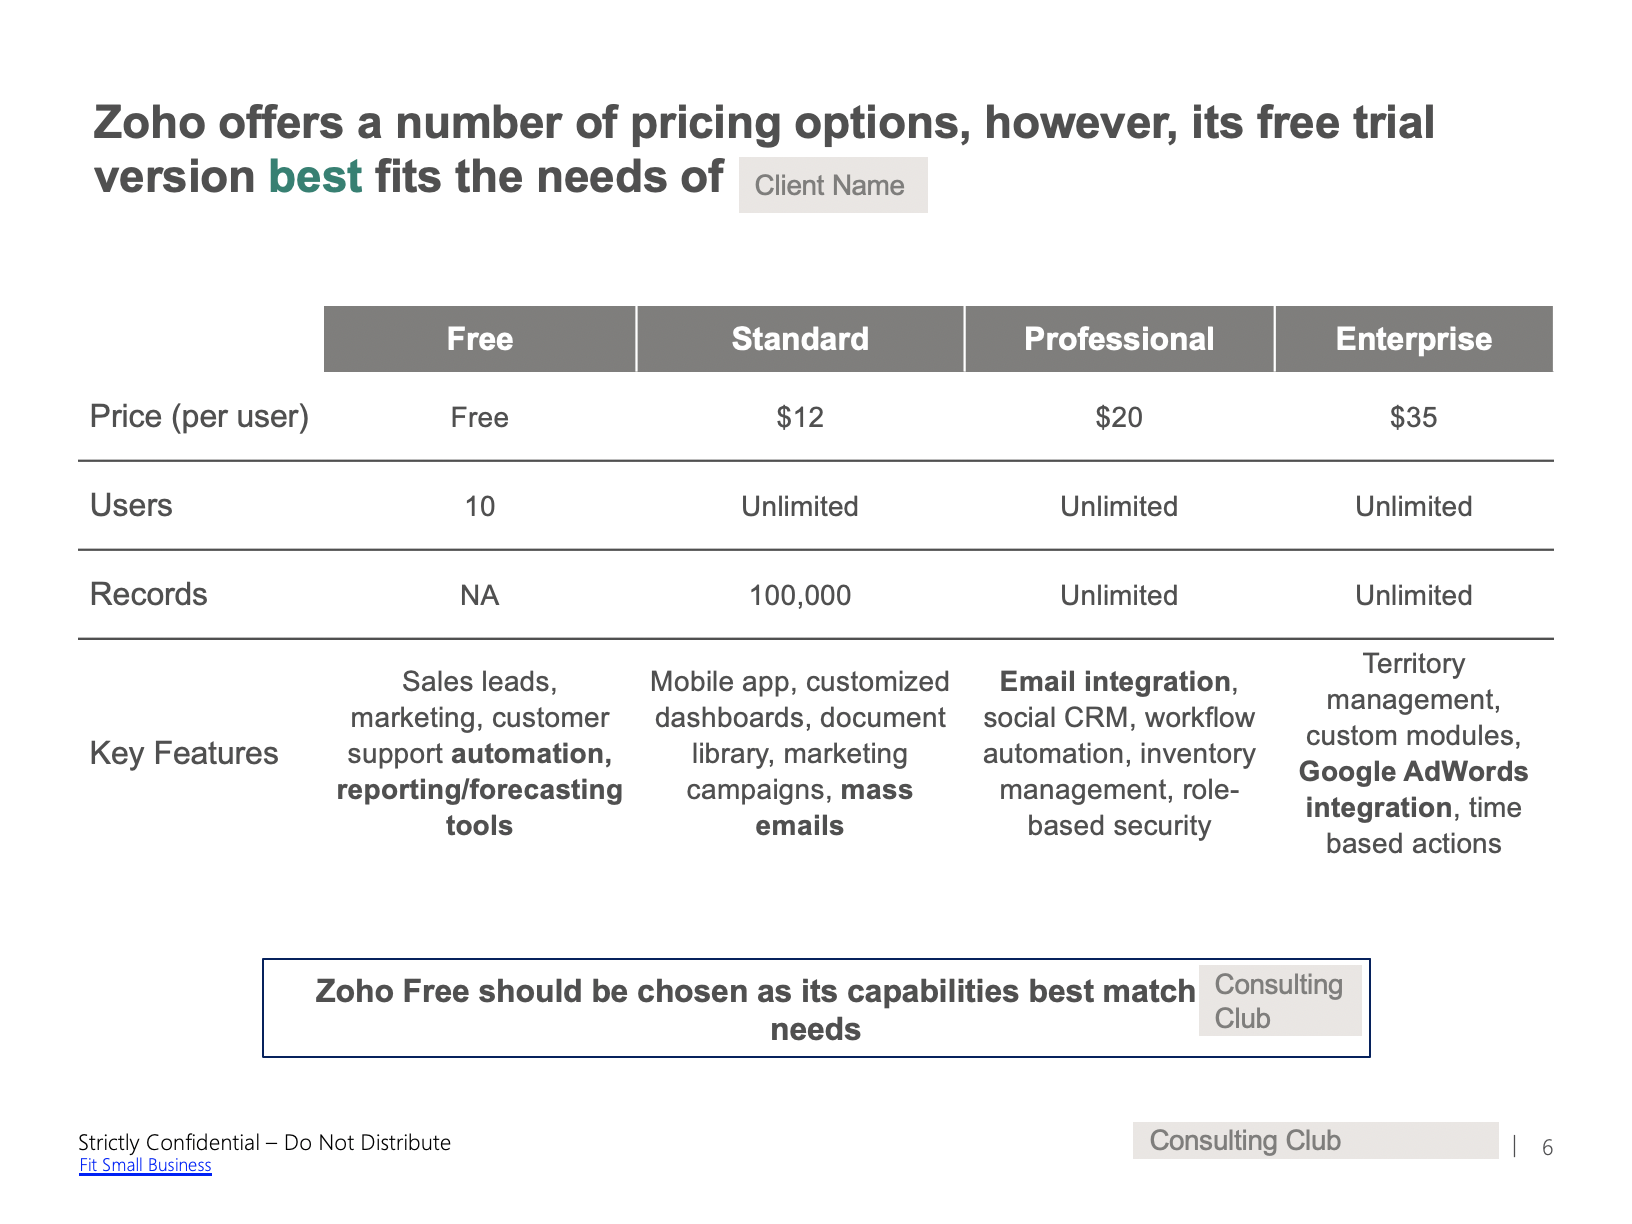 Zoho offers a number of pricing options, however, its free trial
version best fits the needs of Client Name
Free Standard Professional Enterprise
Price (per user) Free $12 $20 $35
Users 10 Unlimited Unlimited Unlimited
Records NA 100,000 Unlimited Unlimited
Key Features
Sales leads,
marketing, customer
support automation,
reporting/forecasting
tools
Mobile app, customized
dashboards, document
library, marketing
campaigns, mass
emails
Email integration,
social CRM, workflow
automation, inventory
management, role-
based security
Territory
management,
custom modules,
Google AdWords
integration, time
based actions
Zoho Free should be chosen as its capabilities best match
Consulting
Club
needs
Strictly Confidential – Do Not Distribute
Fit Small Business
Consulting Club | 6